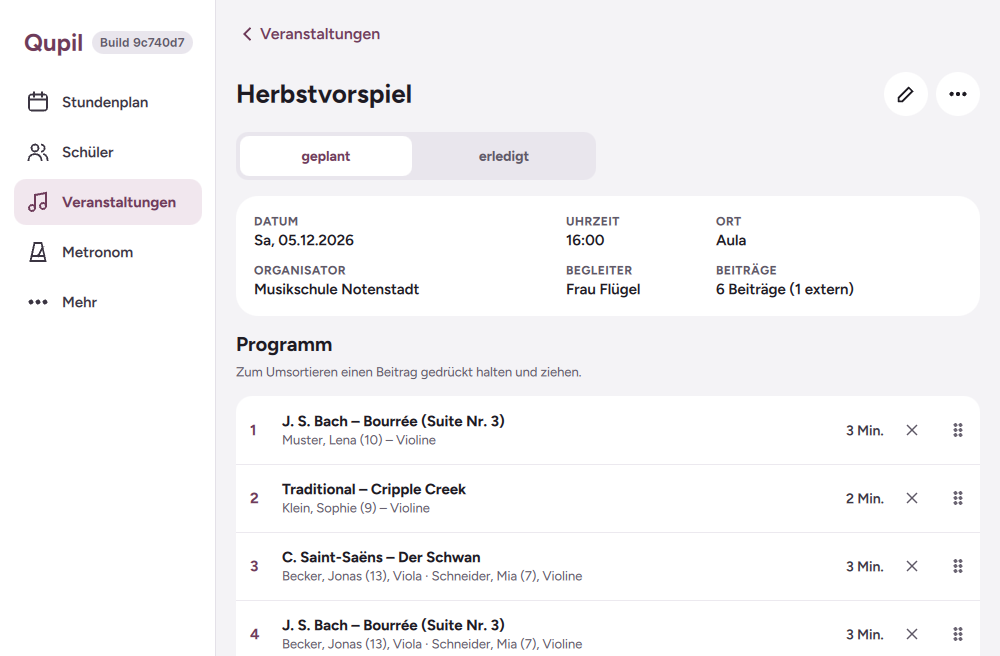 Qupil
Build 9c740d7
Stundenplan
Schüler
Veranstaltungen
Metronom
Mehr
Veranstaltungen
Herbstvorspiel
geplant
erledigt
DATUM
Sa, 05.12.2026
UHRZEIT
16:00
ORT
Aula
ORGANISATOR
Musikschule Notenstadt
BEGLEITER
Frau Flügel
BEITRÄGE
6 Beiträge (1 extern)
Programm
Zum Umsortieren einen Beitrag gedrückt halten und ziehen.
1
J. S. Bach – Bourrée (Suite Nr. 3)
Muster, Lena (10) – Violine
3 Min.
2
Traditional – Cripple Creek
Klein, Sophie (9) – Violine
2 Min.
3
C. Saint-Saëns – Der Schwan
Becker, Jonas (13), Viola · Schneider, Mia (7), Violine
3 Min.
4
J. S. Bach – Bourrée (Suite Nr. 3)
Becker, Jonas (13), Viola · Schneider, Mia (7), Violine
3 Min.